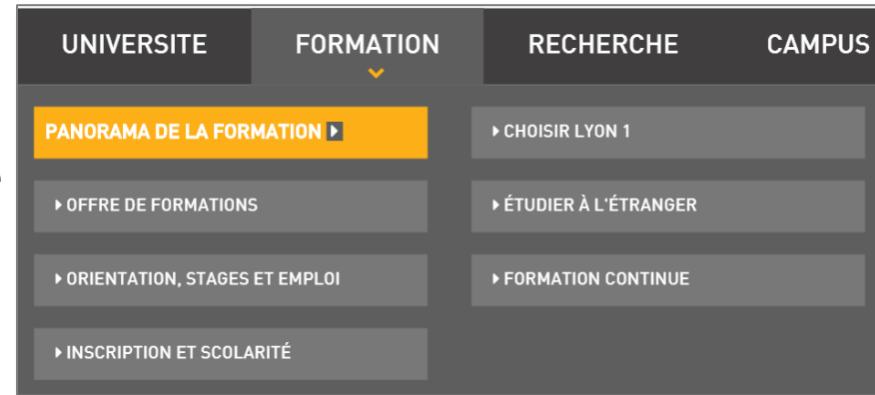 UNIVERSITE FORMATION RECHERCHE CAMPUS
PANORAMA DE LA FORMATION
CHOISIR LYON 1
OFFRE DE FORMATIONS
ÉTUDIER À L'ÉTRANGER
ORIENTATION, STAGES ET EMPLOI
FORMATION CONTINUE
INSCRIPTION ET SCOLARITÉ